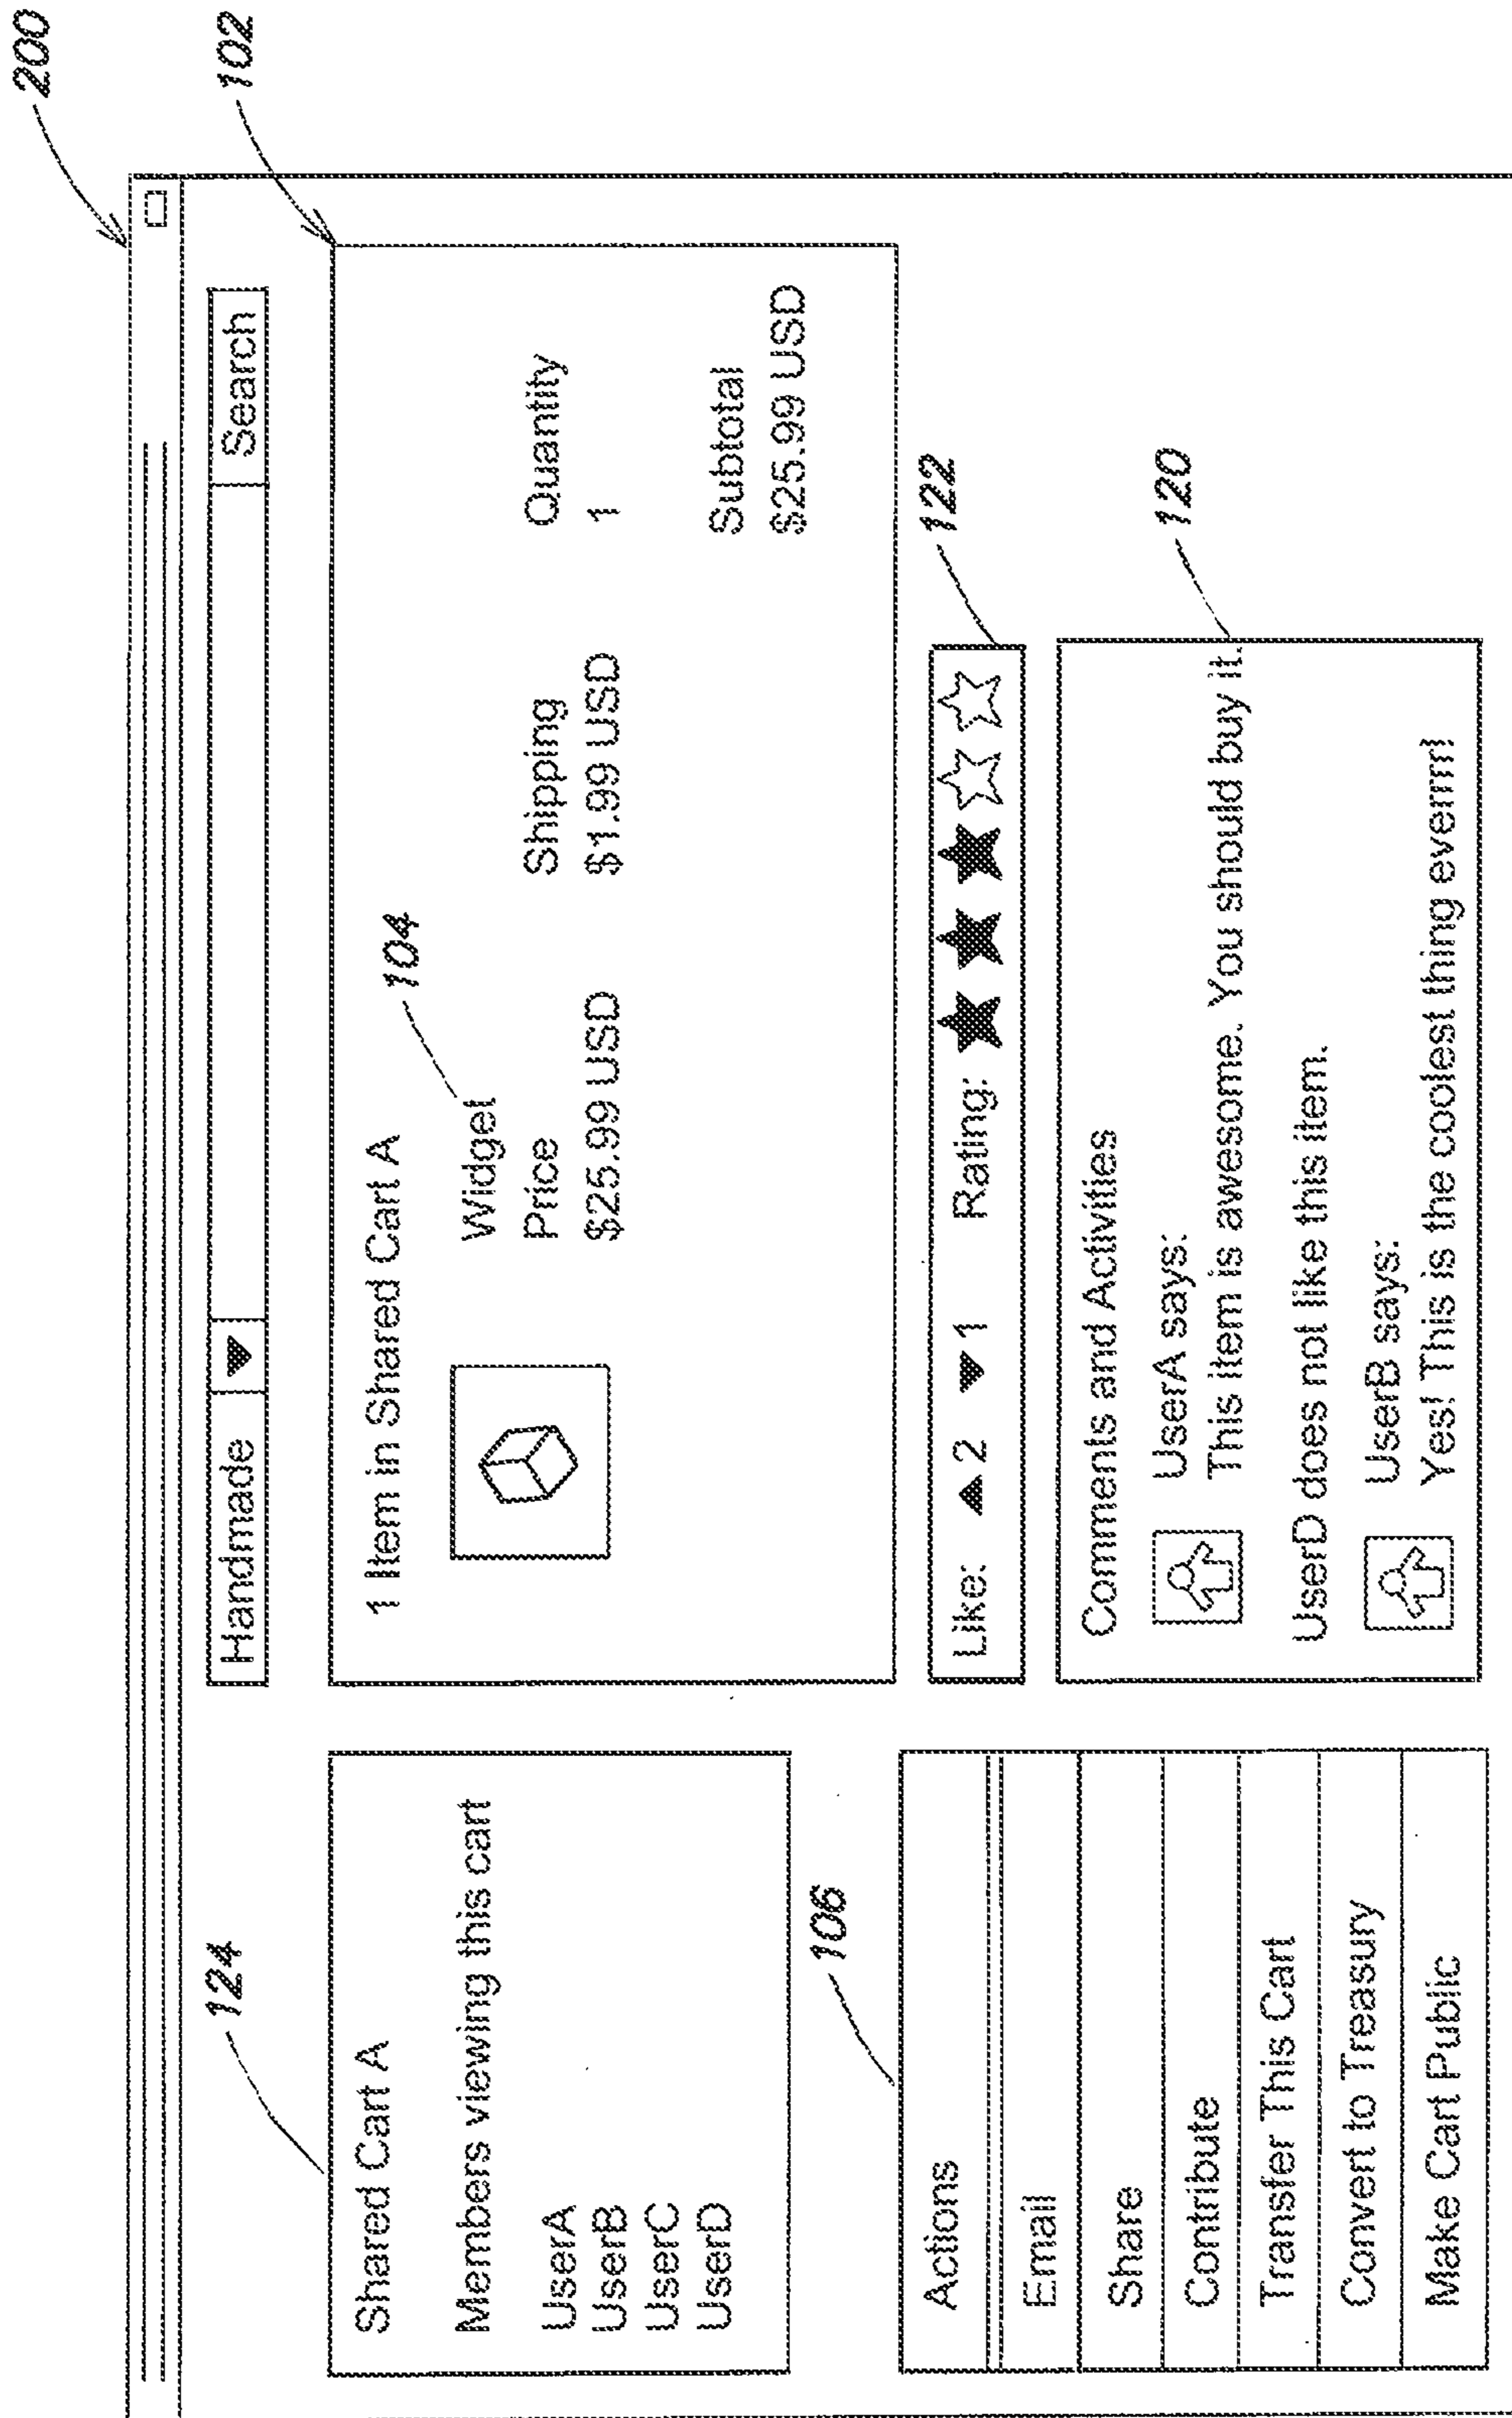 200
Handmade ▼ Search
124
102
Shared Cart A
Members viewing this cart
UserA
UserB
UserC
UserD
1 Item in Shared Cart A
104
Widget
Price Shipping Quantity
$25.99 USD $1.99 USD 1
Subtotal
$25.99 USD
106
Actions
Email
Share
Contribute
Transfer This Cart
Convert to Treasury
Make Cart Public
122
Like: ▲2 ▼1 Rating: ★★★☆☆
120
Comments and Activities
UserA says:
This item is awesome. You should buy it.
UserD does not like this item.
UserB says:
Yes! This is the coolest thing everrrr!